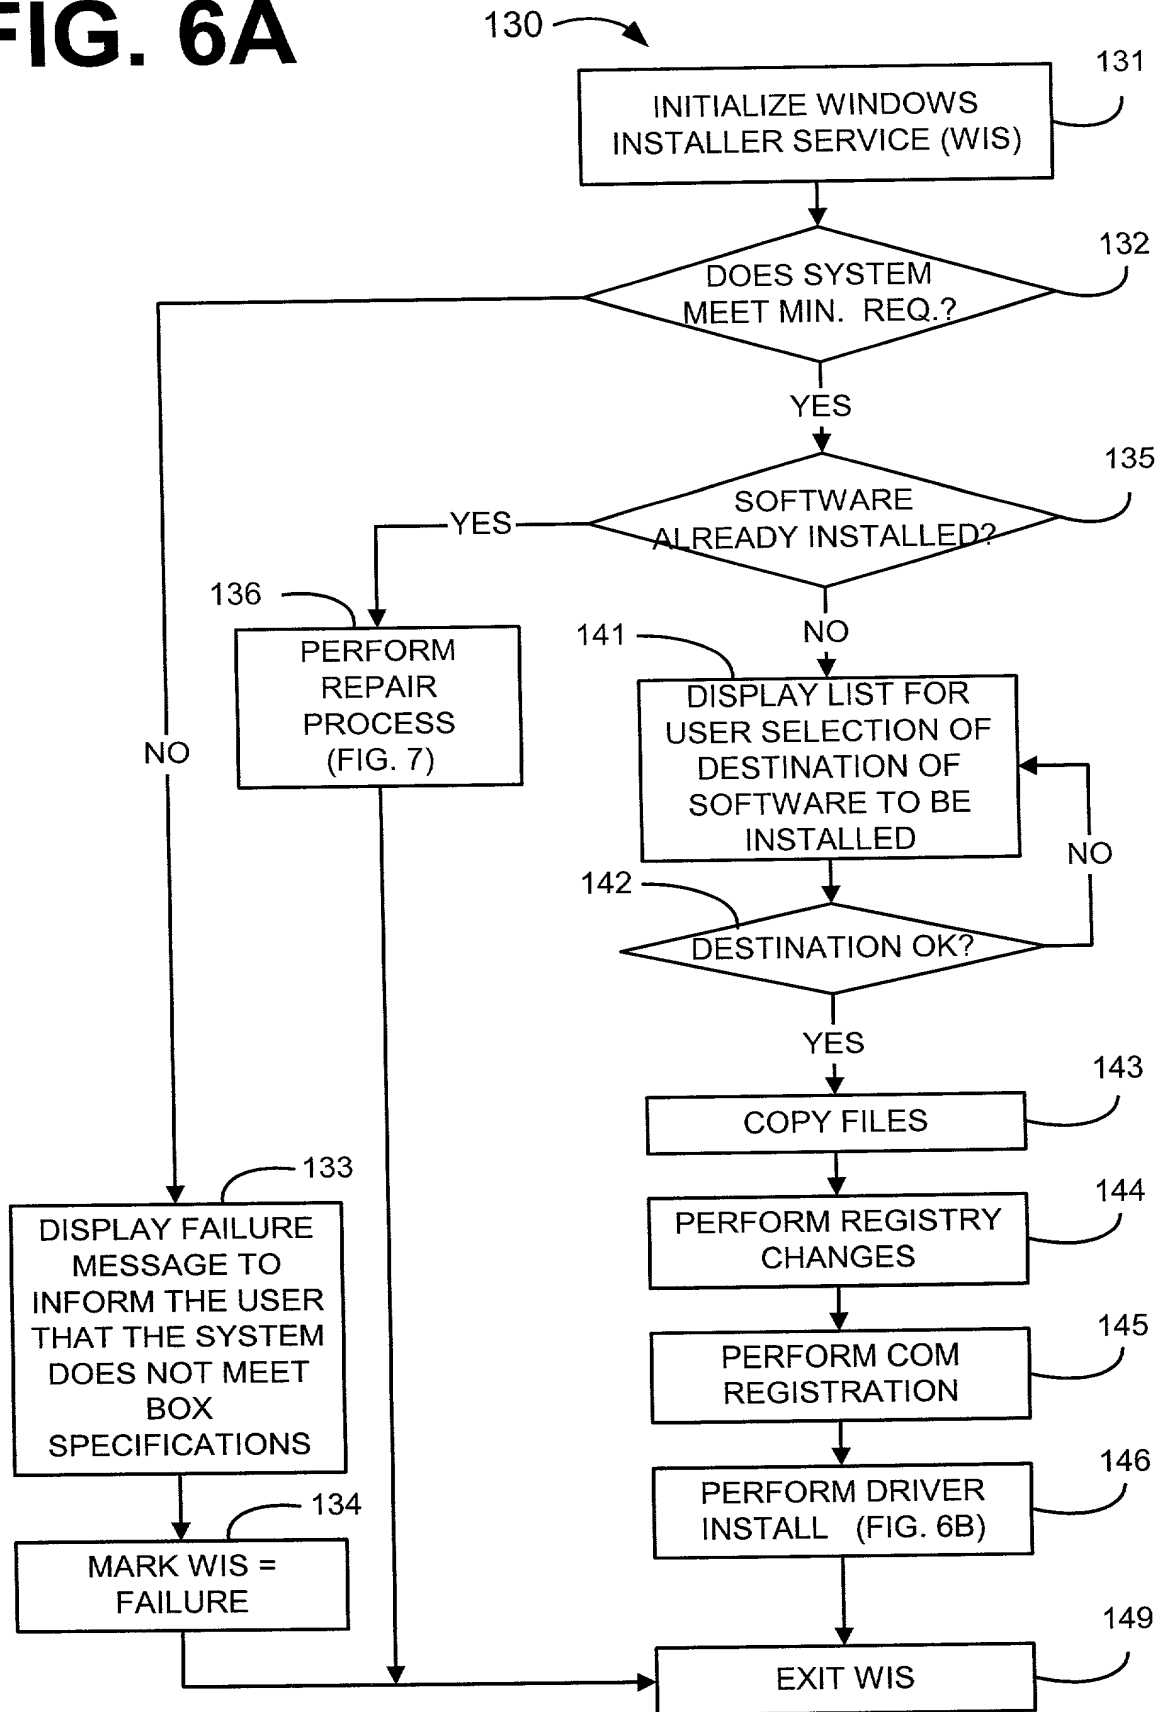 FIG. 6A
130
131
INITIALIZE WINDOWS
INSTALLER SERVICE (WIS)
132
DOES SYSTEM
MEET MIN. REQ.?
YES
135
SOFTWARE
ALREADY INSTALLED?
YES
136
PERFORM
REPAIR
PROCESS
(FIG. 7)
NO
141
DISPLAY LIST FOR
USER SELECTION OF
DESTINATION OF
SOFTWARE TO BE
INSTALLED
NO
NO
142
DESTINATION OK?
YES
143
COPY FILES
144
PERFORM REGISTRY
CHANGES
133
DISPLAY FAILURE
MESSAGE TO
INFORM THE USER
THAT THE SYSTEM
DOES NOT MEET
BOX
SPECIFICATIONS
145
PERFORM COM
REGISTRATION
146
PERFORM DRIVER
INSTALL (FIG. 6B)
134
MARK WIS =
FAILURE
149
EXIT WIS